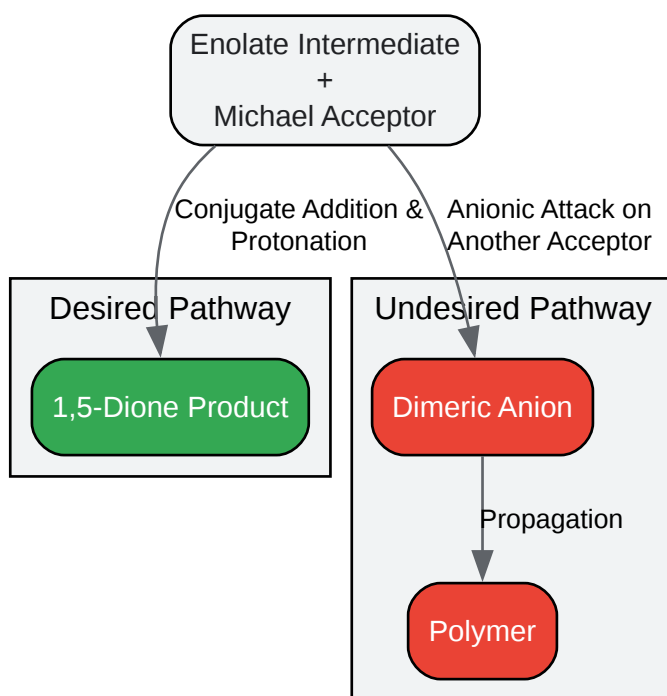 Enolate Intermediate
+
Michael Acceptor
Conjugate Addition &
Protonation
Anionic Attack on
Another Acceptor
Desired Pathway
Undesired Pathway
1,5-Dione Product
Dimeric Anion
Propagation
Polymer